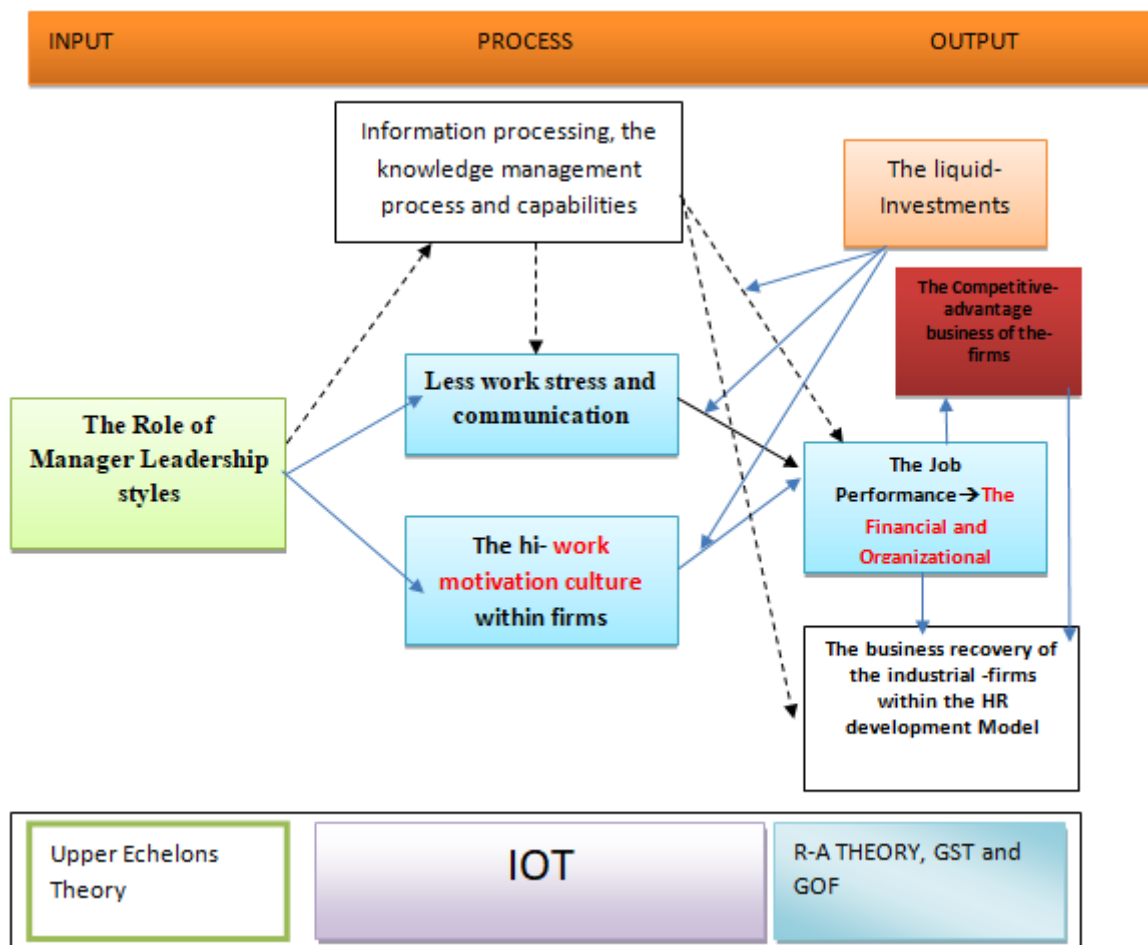 INPUT
PROCESS
OUTPUT
Information processing, the
knowledge management
process and capabilities
The liquid-
Investments
The Competitive-
advantage
business of the-
firms
Less work stress and
communication
The Role of
Manager Leadership
styles
The Job
Performance→The
Financial and
Organizational
The hi- work
motivation culture
within firms
The business recovery of
the industrial -firms
within the HR
development Model
Upper Echelons
Theory
IOT
R-A THEORY, GST and
GOF